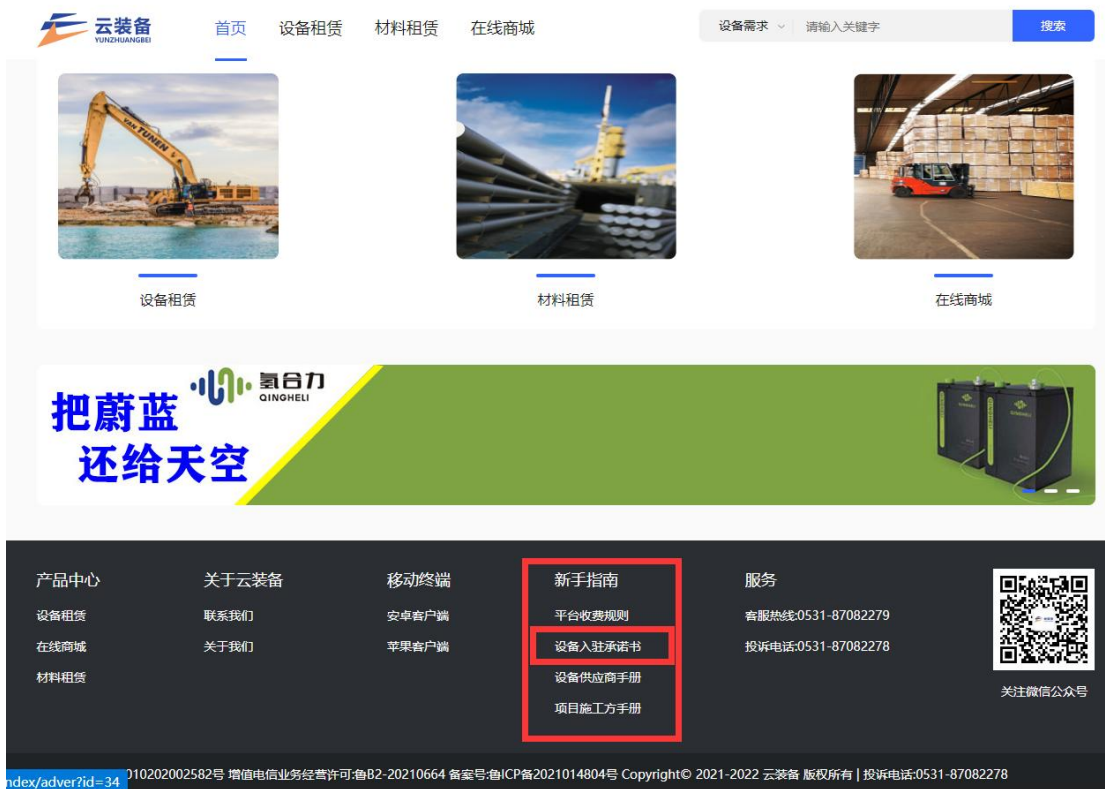 云装备
YUNZHUANGBEI
首页 设备租赁 材料租赁 在线商城
设备需求 请输入关键字 搜索
YAN TUNEN
设备租赁 材料租赁 在线商城
氢合力
QINGHELI
把蔚蓝
还给天空
产品中心 关于云装备 移动终端 新手指南 服务
设备租赁 联系我们 安卓客户端 平台收费规则 客服热线:0531-87082279
在线商城 关于我们 苹果客户端 设备入驻承诺书 投诉电话:0531-87082278
材料租赁 设备供应商手册
关注微信公众号
项目施工方手册
010202002582号 增值电信业务经营许可:鲁B2-20210664 备案号:鲁ICP备2021014804号 Copyright© 2021-2022 云装备 版权所有 | 投诉电话:0531-87082278
ndex/adver?id=34